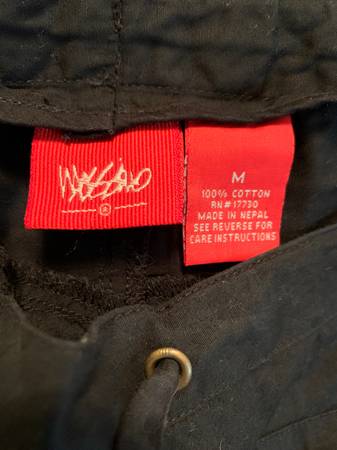 Mossimo
®
M
100% COTTON
RN#17730
MADE IN NEPAL
SEE REVERSE FOR
CARE INSTRUCTIONS